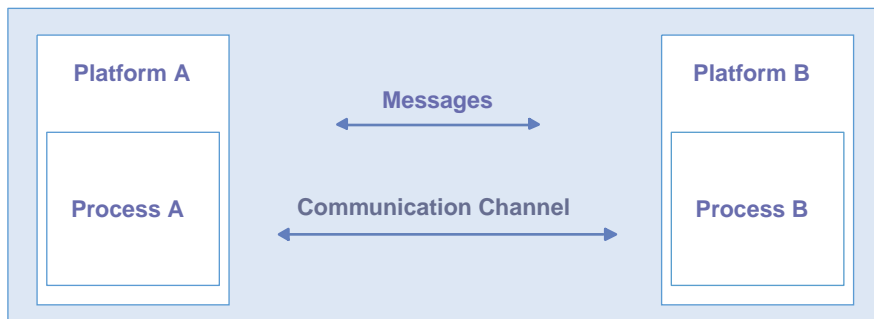 Platform A
Platform B
Messages
Process A
Communication Channel
Process B